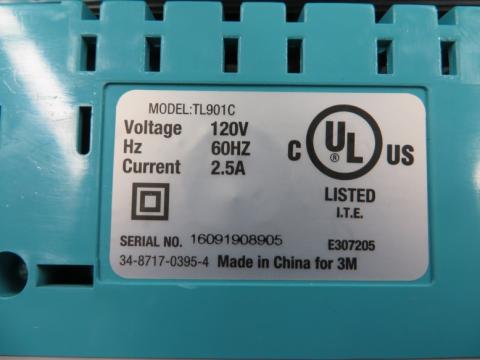 MODEL:TL901C
Voltage 120V
Hz 60HZ
Current 2.5A
C UL ® US
LISTED
I.T.E.
SERIAL NO. 16091908905
E307205
34-8717-0395-4 Made in China for 3M